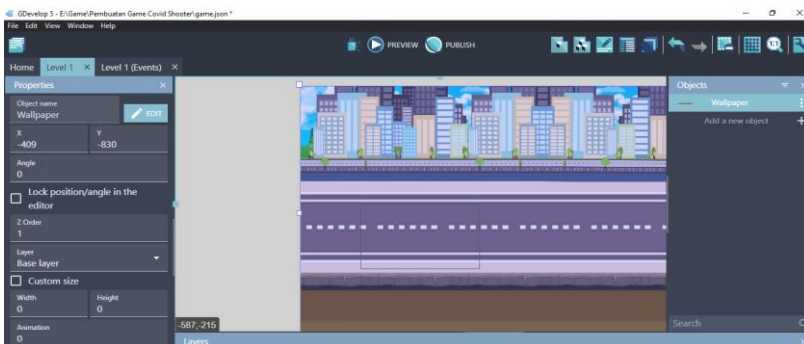 GDevelop 5 - E:\Game\Pembuatan Game Covid Shooter\game.json *
File Edit View Window Help
PREVIEW PUBLISH
Home Level 1 × Level 1 (Events) ×
Properties ×
Object name
Wallpaper
EDIT
X Y
-409 -830
Angle
0
Lock position/angle in the
editor
Z Order
1
Layer
Base layer
Custom size
Width Height
0 0
Animation
0
-587;-215
Layers
Objects
Wallpaper
Add a new object +
Search